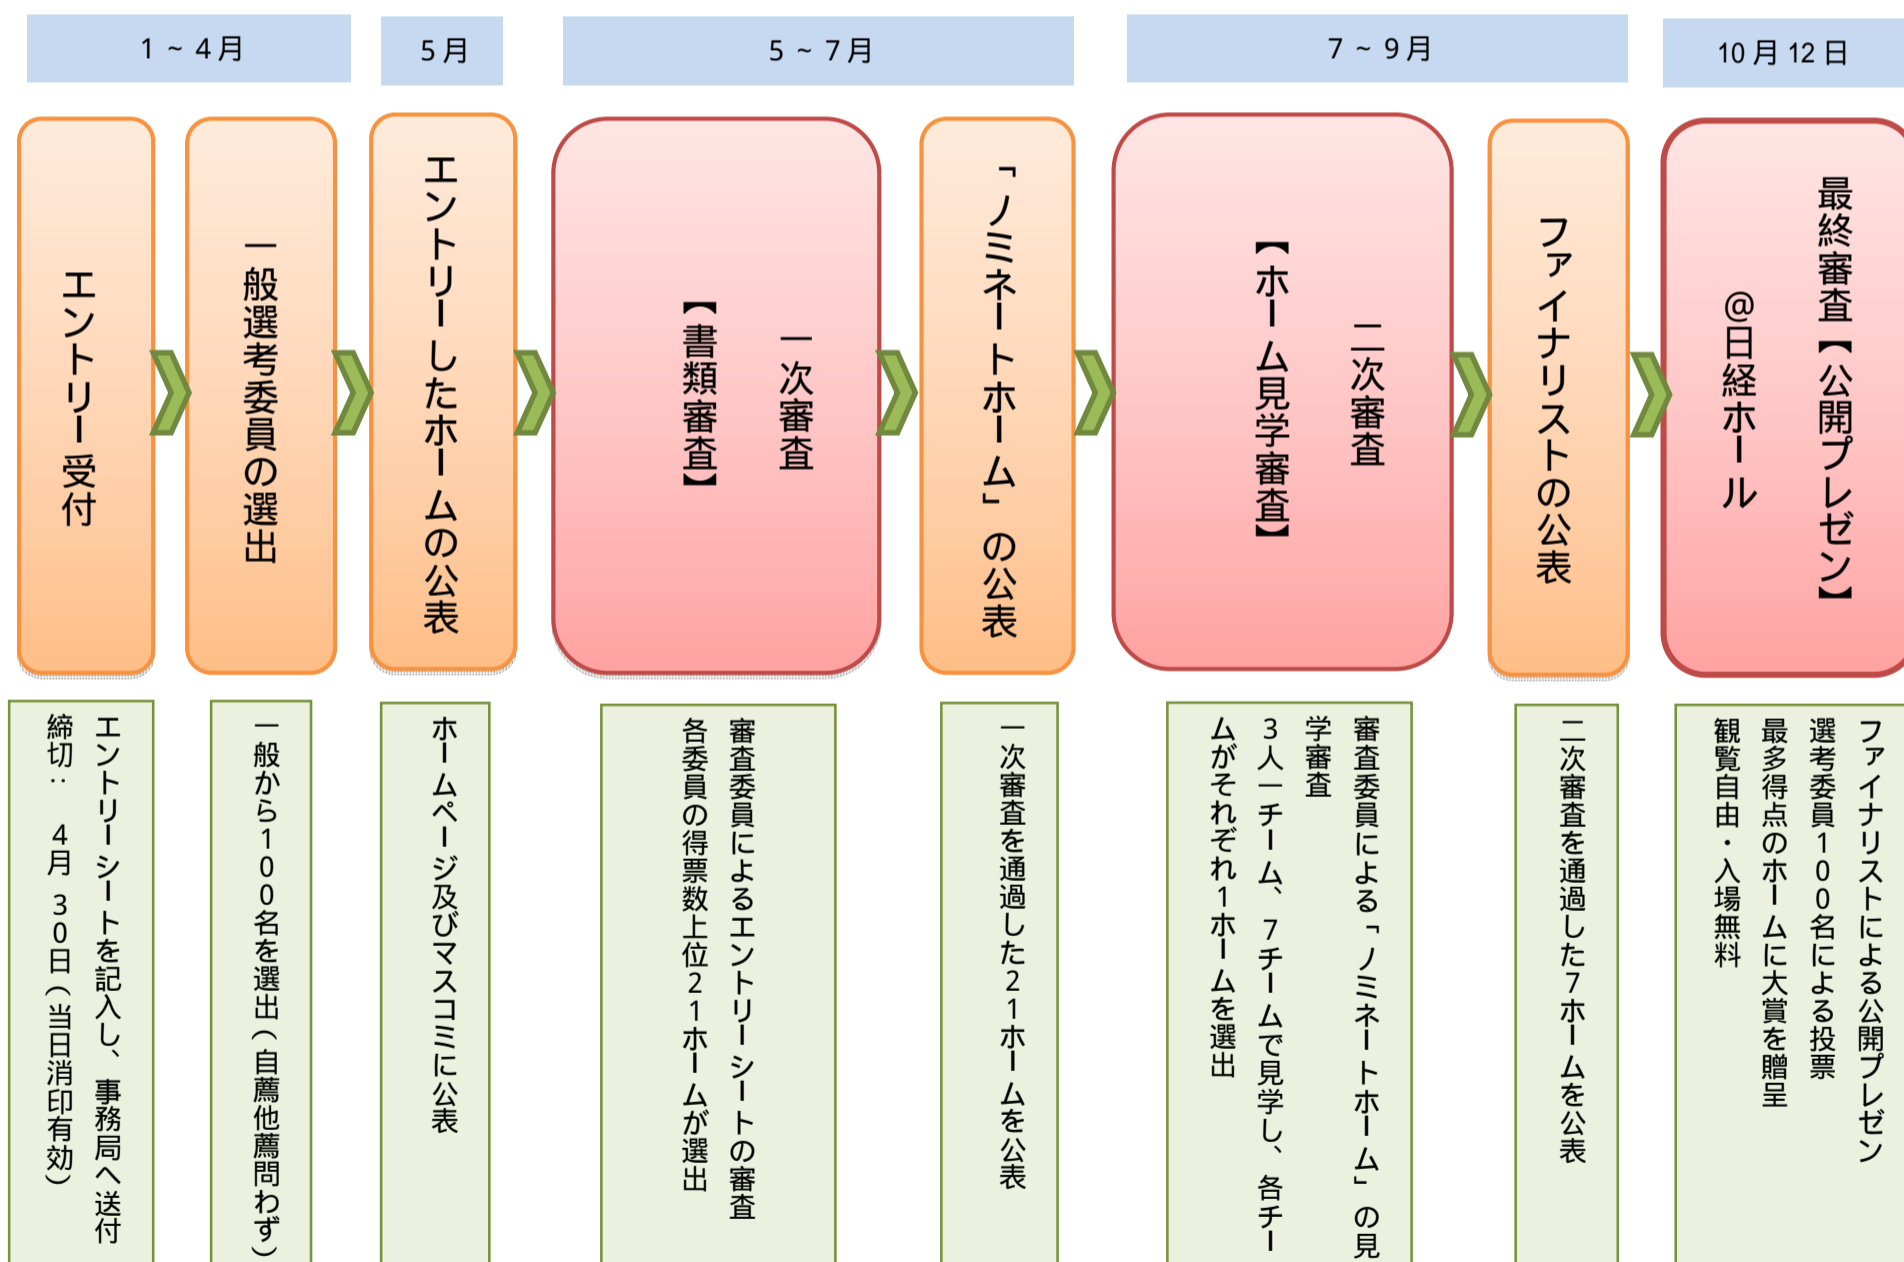 1 ~ 4月
5月
5 ~ 7月
7 ~ 9月
10月12日
エントリー受付
一般選考委員の選出
エントリーしたホームの公表
一次審査
【書類審査】
「ノミネートホーム」の公表
二次審査
【ホーム見学審査】
ファイナリストの公表
最終審査【公開プレゼン】
@日経ホール
エントリーシートを記入し、事務局へ送付
締切： 4月30日（当日消印有効）
一般から100名を選出（自薦他薦問わず）
ホームページ及びマスコミに公表
審査委員によるエントリーシートの審査
各委員の得票数上位21ホームが選出
一次審査を通過した21ホームを公表
審査委員による「ノミネートホーム」の見
学審査
3人一チーム、7チームで見学し、各チー
ムがそれぞれ1ホームを選出
二次審査を通過した7ホームを公表
ファイナリストによる公開プレゼン
選考委員100名による投票
最多得点のホームに大賞を贈呈
観覧自由・入場無料